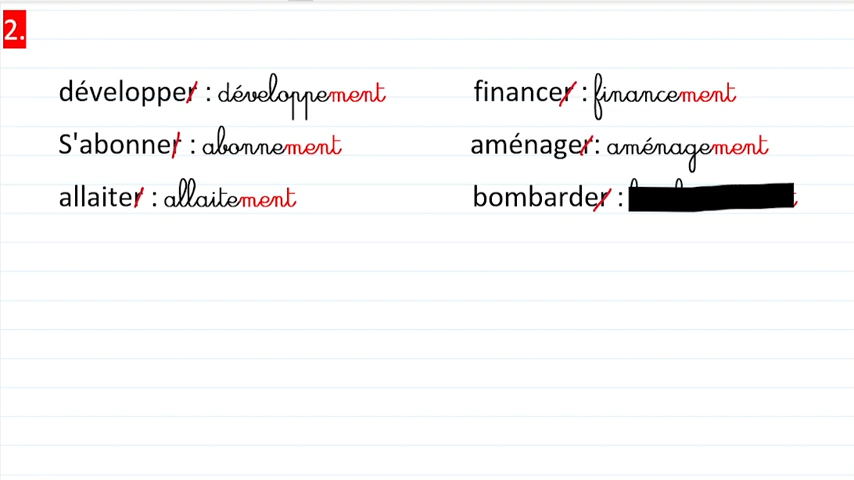 2.
développer : développement
financer : financement
S'abonner : abonnement
aménager : aménagement
allaiter : allaitement
bombarder :